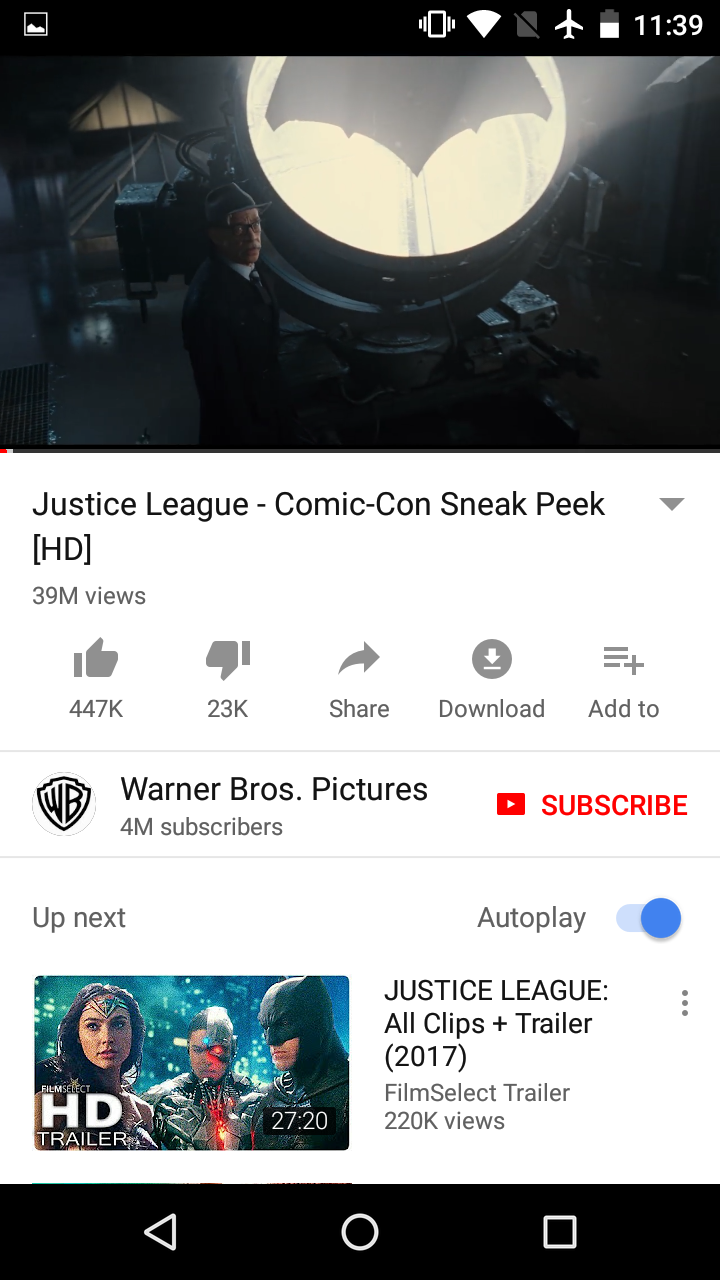 11:39
Justice League - Comic-Con Sneak Peek
[HD]
39M views
447K
23K
Share
Download
Add to
WB
Warner Bros. Pictures
4M subscribers
SUBSCRIBE
Up next
Autoplay
FILMSELECT
HD
TRAILER
27:20
JUSTICE LEAGUE:
All Clips + Trailer
(2017)
FilmSelect Trailer
220K views